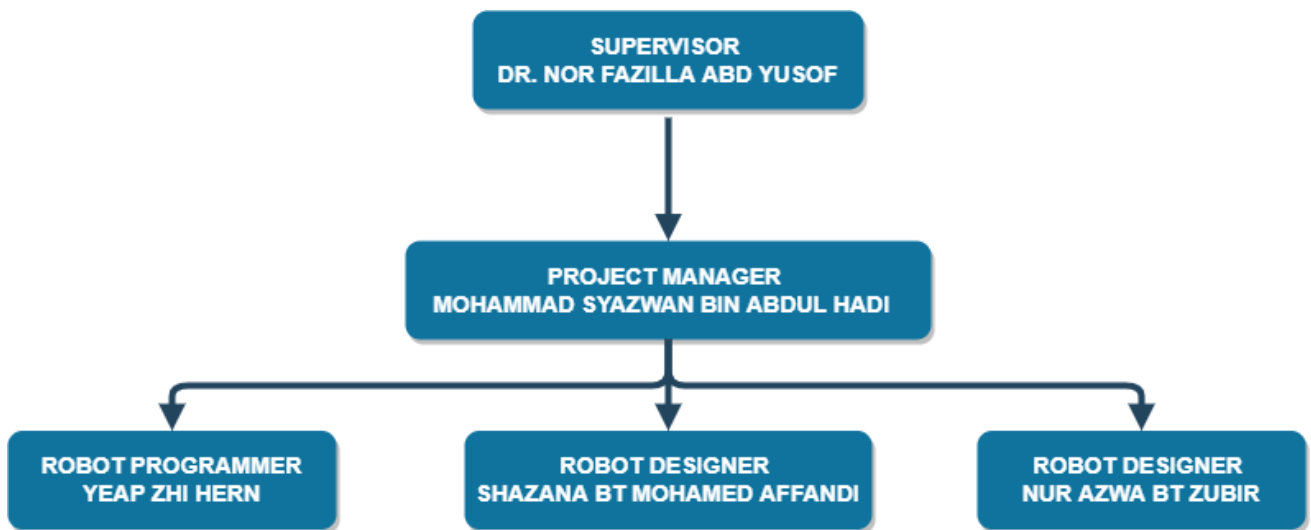 SUPERVISOR
DR. NOR FAZILLA ABD YUSOF
PROJECT MANAGER
MOHAMMAD SYAZWAN BIN ABDUL HADI
ROBOT PROGRAMMER
YEAP ZHI HERN
ROBOT DESIGNER
SHAZANA BT MOHAMED AFFANDI
ROBOT DESIGNER
NUR AZWA BT ZUBIR